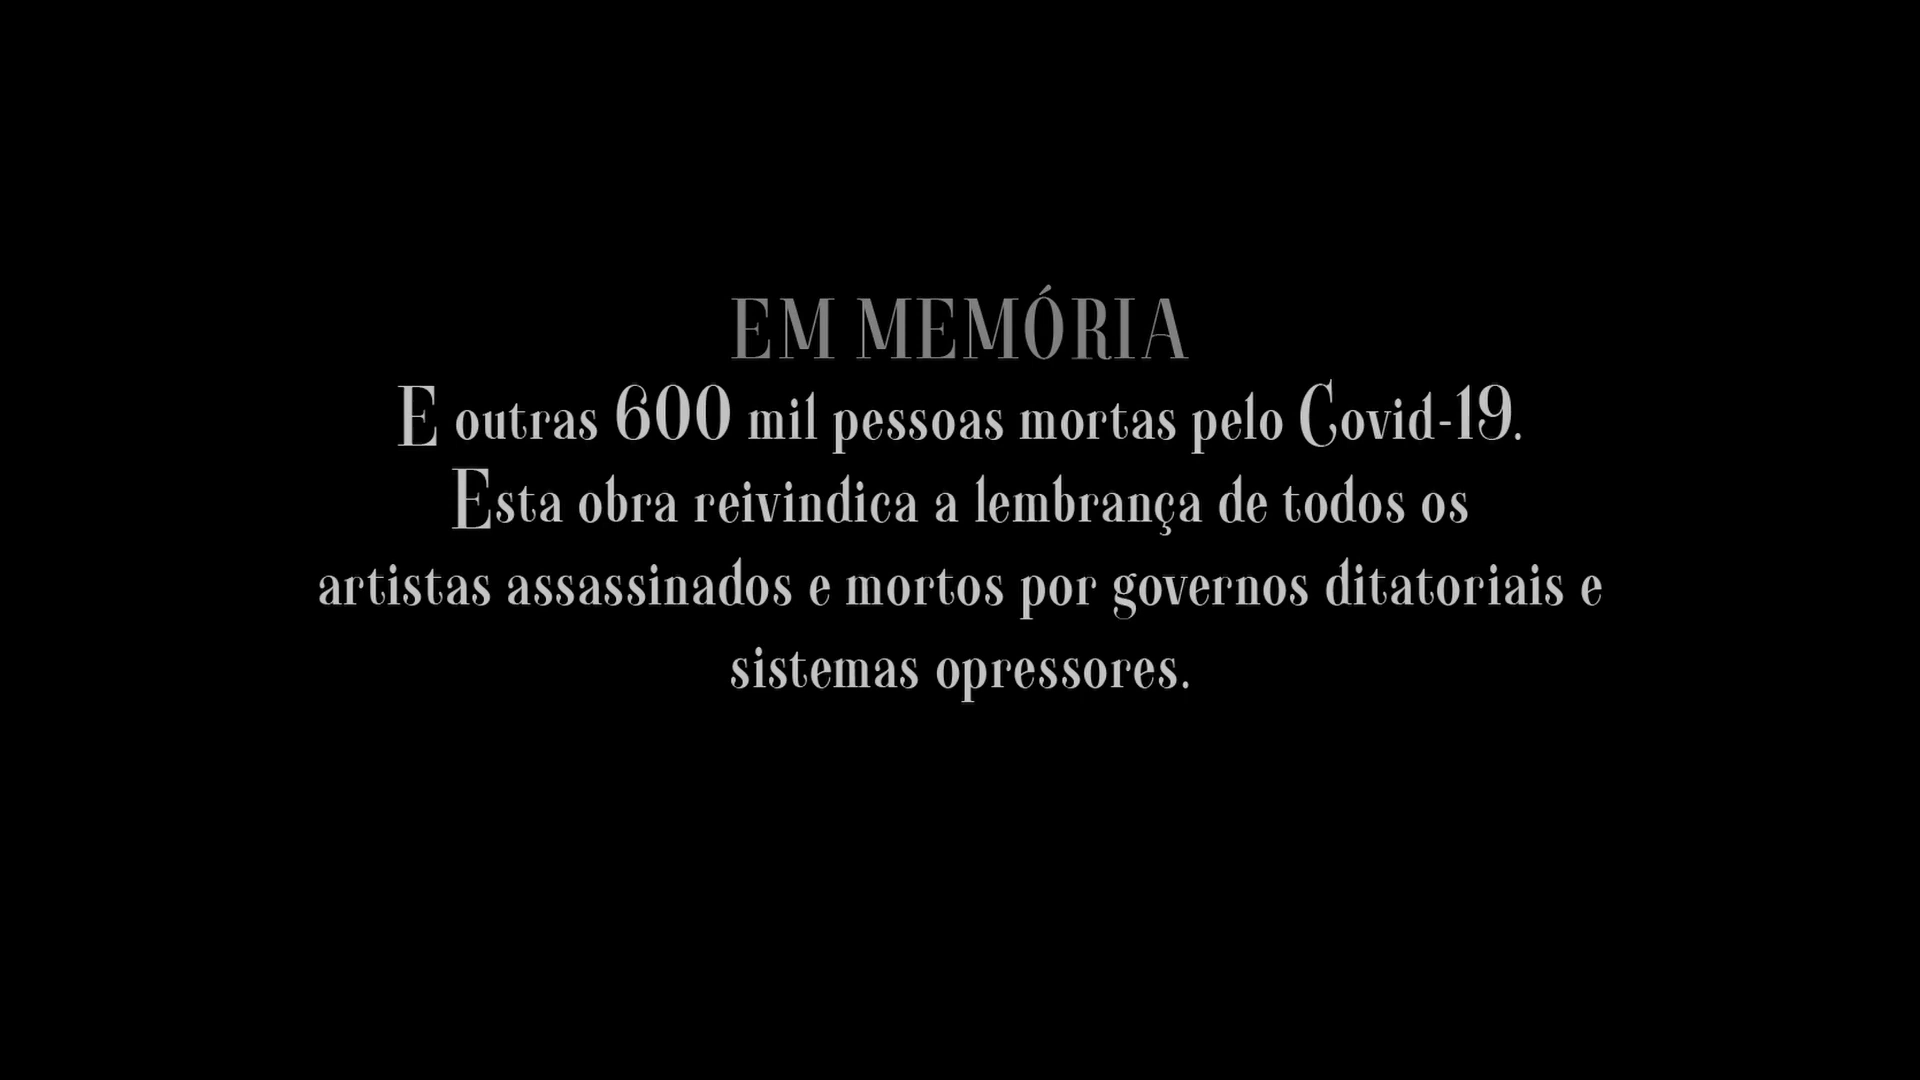 EM MEMÓRIA
E outras 600 mil pessoas mortas pelo Covid-19.
Esta obra reivindica a lembrança de todos os
artistas assassinados e mortos por governos ditatoriais e
sistemas opressores.